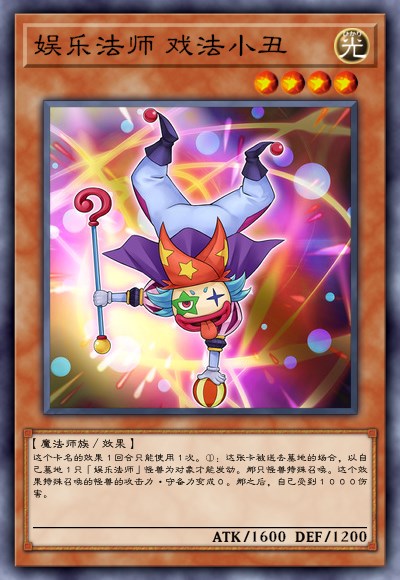 娱乐法师 戏法小丑
光
【魔法师族／效果】
这个卡名的效果1回合只能使用1次。①：这张卡被送去墓地的场合，以自
己墓地1只「娱乐法师」怪兽为对象才能发动。那只怪兽特殊召唤。这个效
果特殊召唤的怪兽的攻击力·守备力变成0。那之后，自己受到1000伤
害。
ATK/1600 DEF/1200